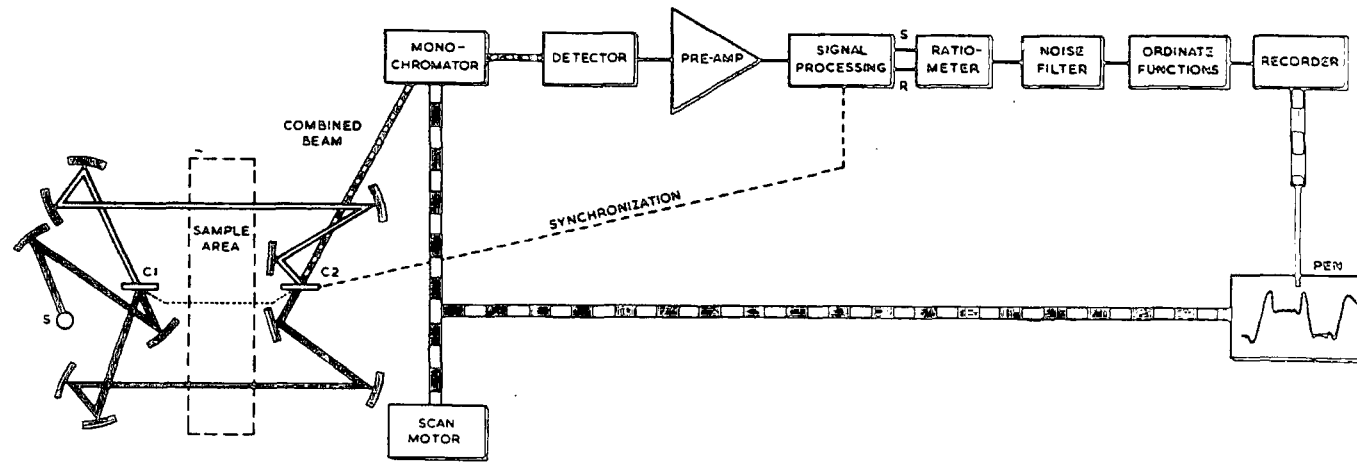 MONO-
CHROMATOR
DETECTOR
PRE-AMP
SIGNAL
PROCESSING
S
R
RATIO-
METER
NOISE
FILTER
ORDINATE
FUNCTIONS
RECORDER
COMBINED
BEAM
SAMPLE
AREA
SYNCHRONIZATION
C1
C2
S
PEN
SCAN
MOTOR